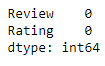 Review    0
Rating    0
dtype: int64